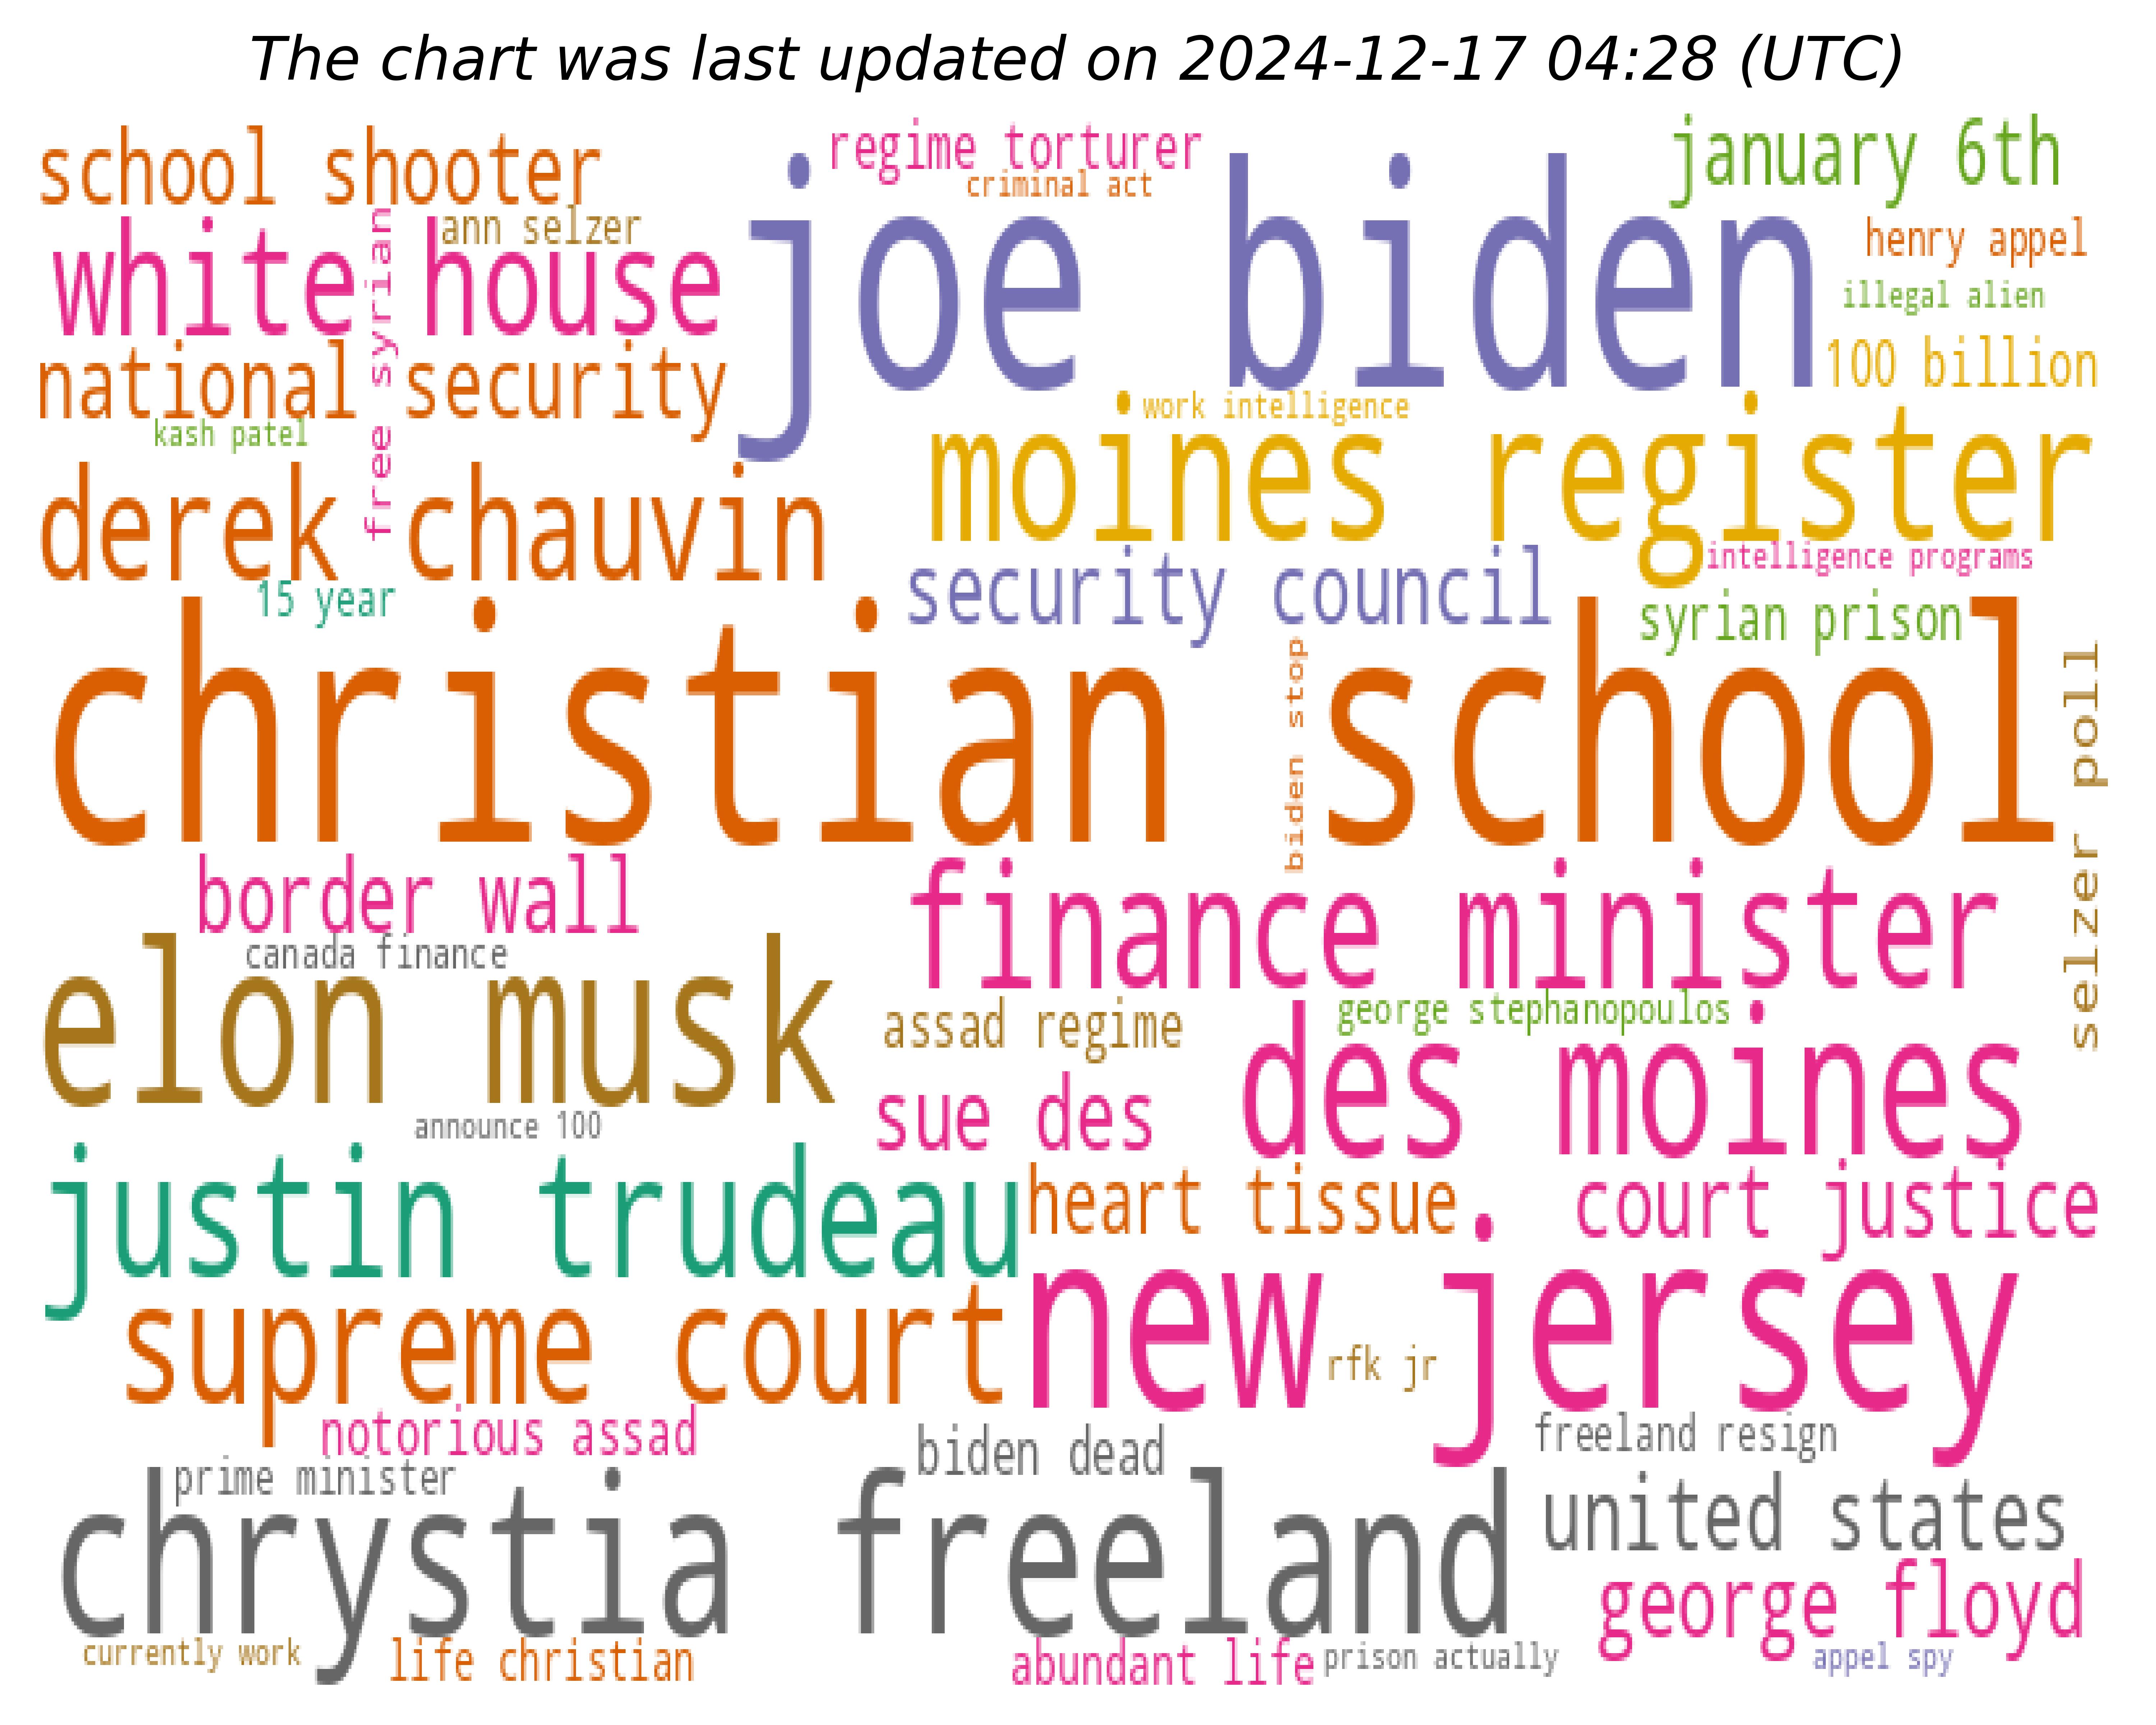 The chart was last updated on 2024-12-17 04:28 (UTC)
school shooter
regime torturer
criminal act
january 6th
white house
ann selzer
joe biden
henry appel
illegal alien
free syrian
national security
100 billion
kash patel
work intelligence
moines register
derek chauvin
intelligence programs
15 year
security council
syrian prison
christian school
biden stop
selzer poll
border wall
finance minister
canada finance
elon musk
assad regime
george stephanopoulos
des moines
sue des
announce 100
justin trudeau
heart tissue
court justice
supreme court
new jersey
rfk jr
notorious assad
biden dead
freeland resign
prime minister
chrystia freeland
united states
george floyd
currently work
life christian
abundant life
prison actually
appel spy